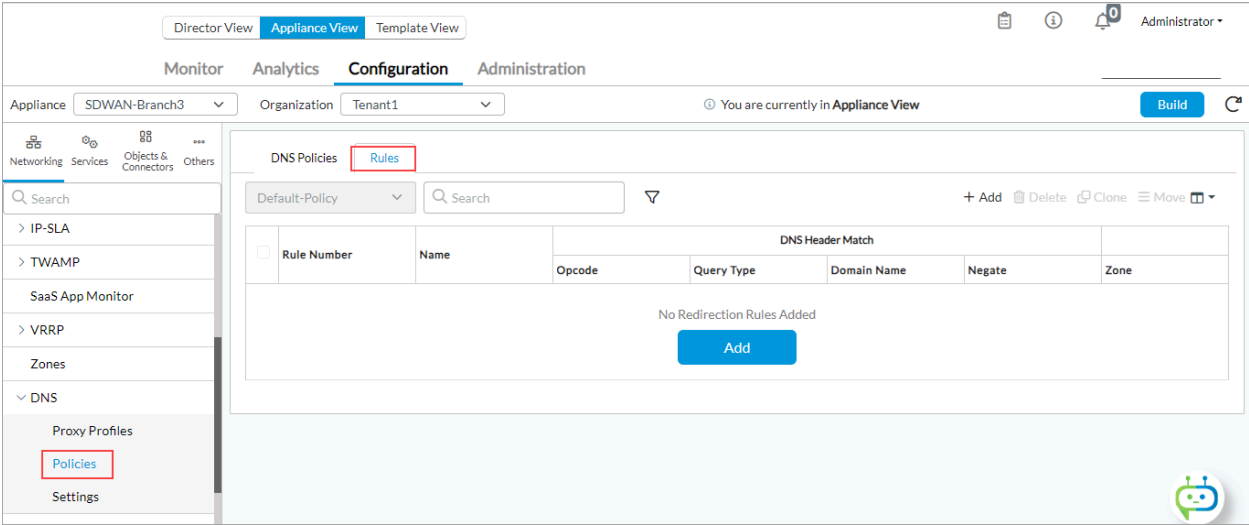 Director View Appliance View Template View
0
Administrator
Monitor Analytics Configuration Administration
Appliance SDWAN-Branch3 Organization Tenant1 You are currently in Appliance View Build
Networking Services Objects & Connectors Others
Search
IP-SLA
TWAMP
SaaS App Monitor
VRRP
Zones
DNS
Proxy Profiles
Policies
Settings
DNS Policies Rules
Default-Policy Search + Add Delete Clone Move
Rule Number Name DNS Header Match
Opcode Query Type Domain Name Negate Zone
No Redirection Rules Added
Add